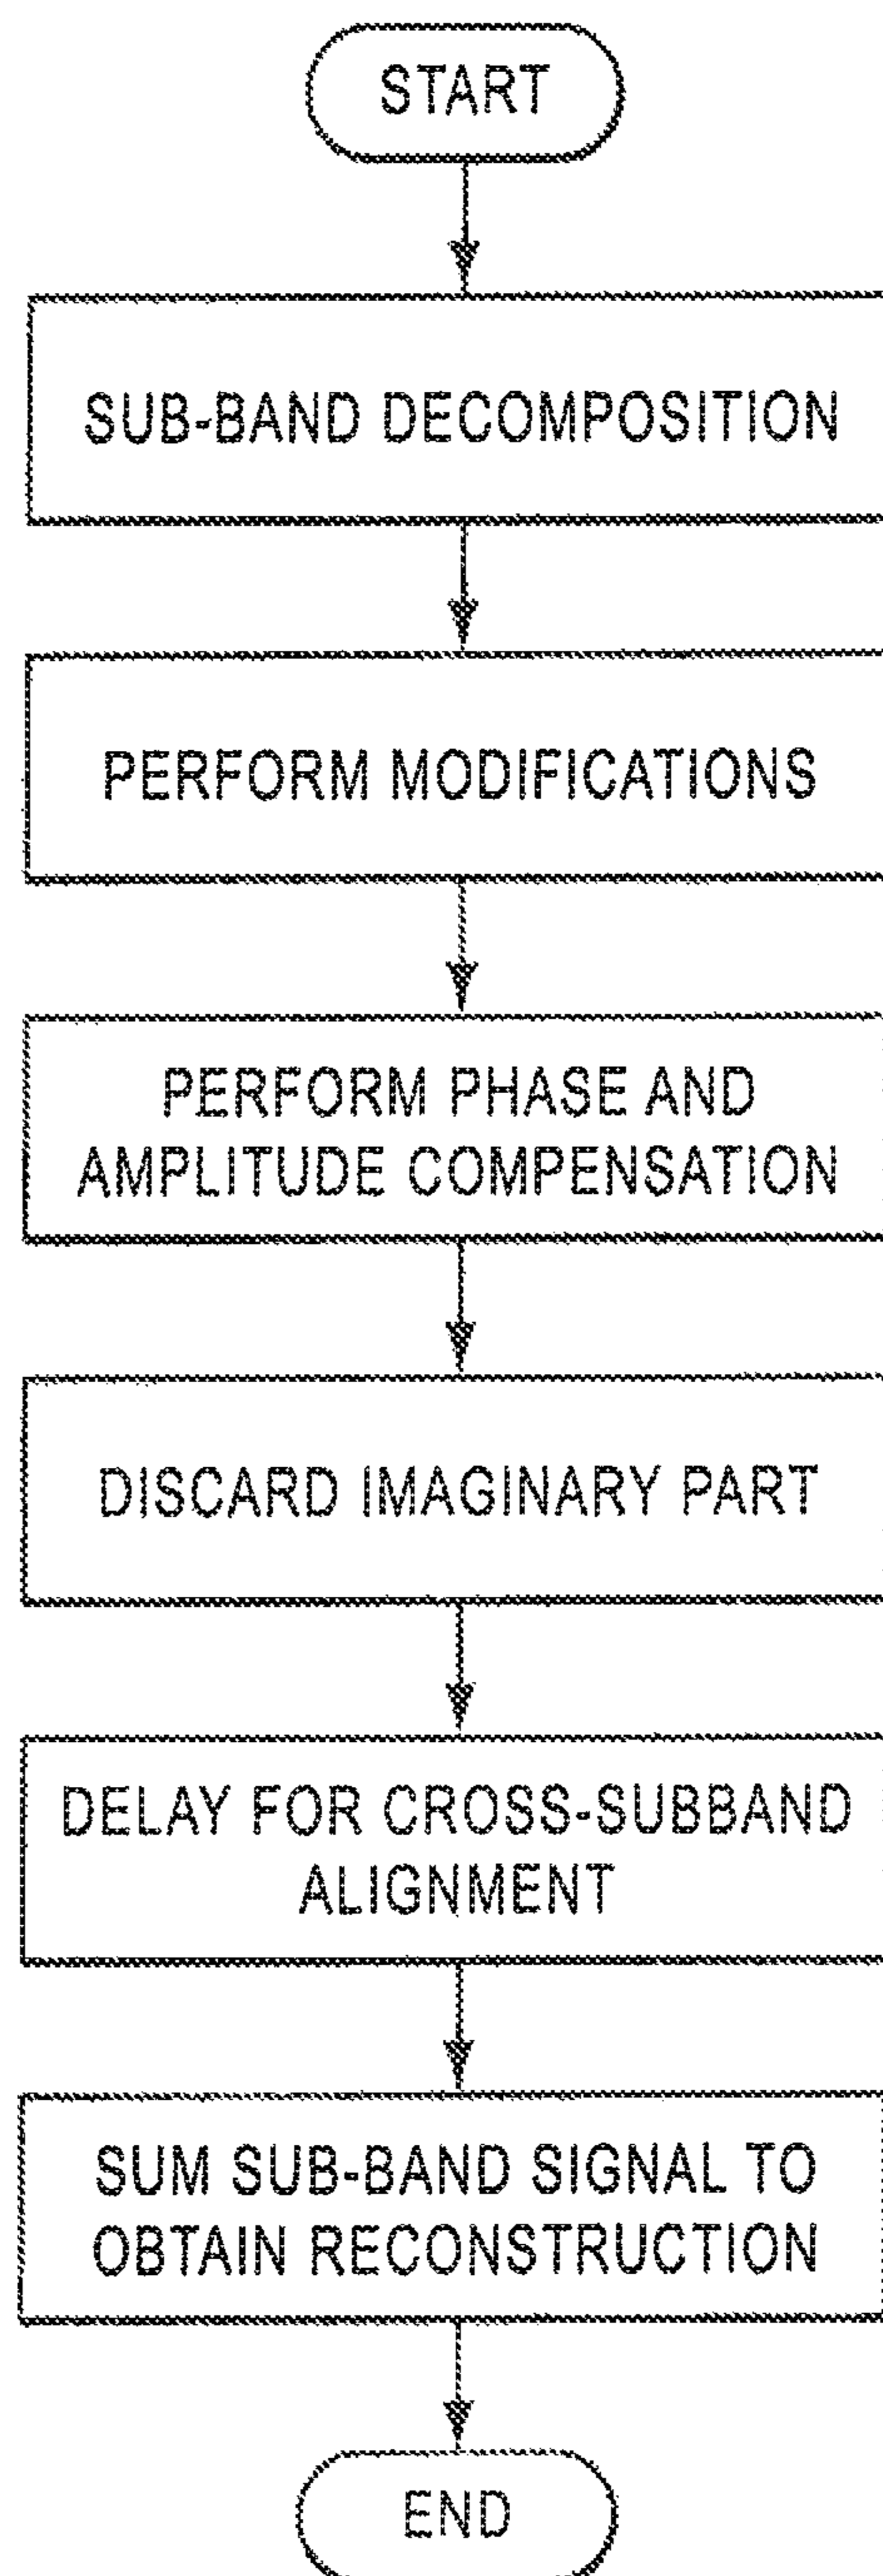 START
SUB-BAND DECOMPOSITION
PERFORM MODIFICATIONS
PERFORM PHASE AND
AMPLITUDE COMPENSATION
DISCARD IMAGINARY PART
DELAY FOR CROSS-SUBBAND
ALIGNMENT
SUM SUB-BAND SIGNAL TO
OBTAIN RECONSTRUCTION
END